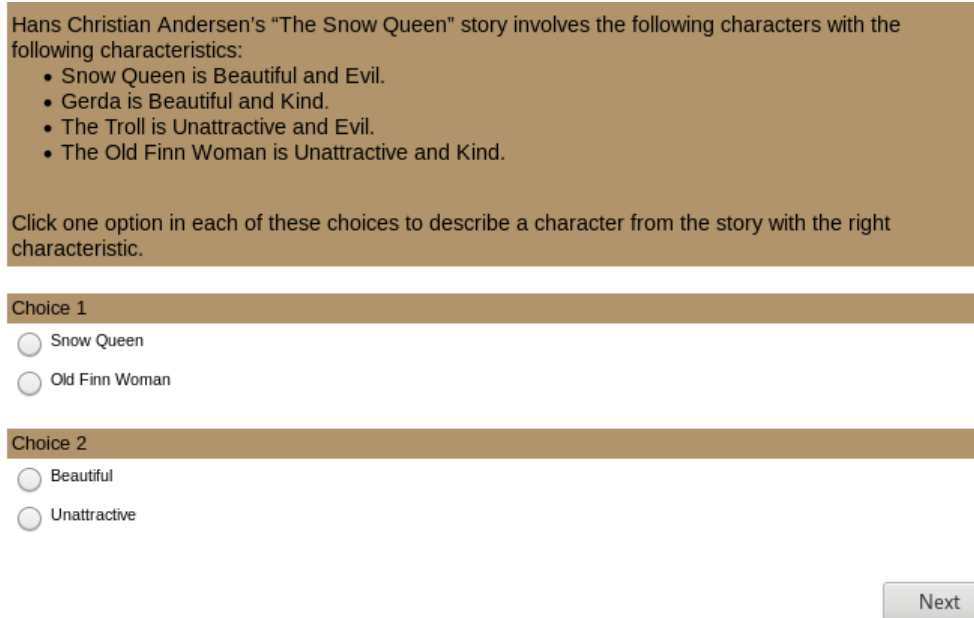 Hans Christian Andersen's “The Snow Queen” story involves the following characters with the
following characteristics:
• Snow Queen is Beautiful and Evil.
• Gerda is Beautiful and Kind.
• The Troll is Unattractive and Evil.
• The Old Finn Woman is Unattractive and Kind.
Click one option in each of these choices to describe a character from the story with the right
characteristic.
Choice 1
Snow Queen
Old Finn Woman
Choice 2
Beautiful
Unattractive
Next